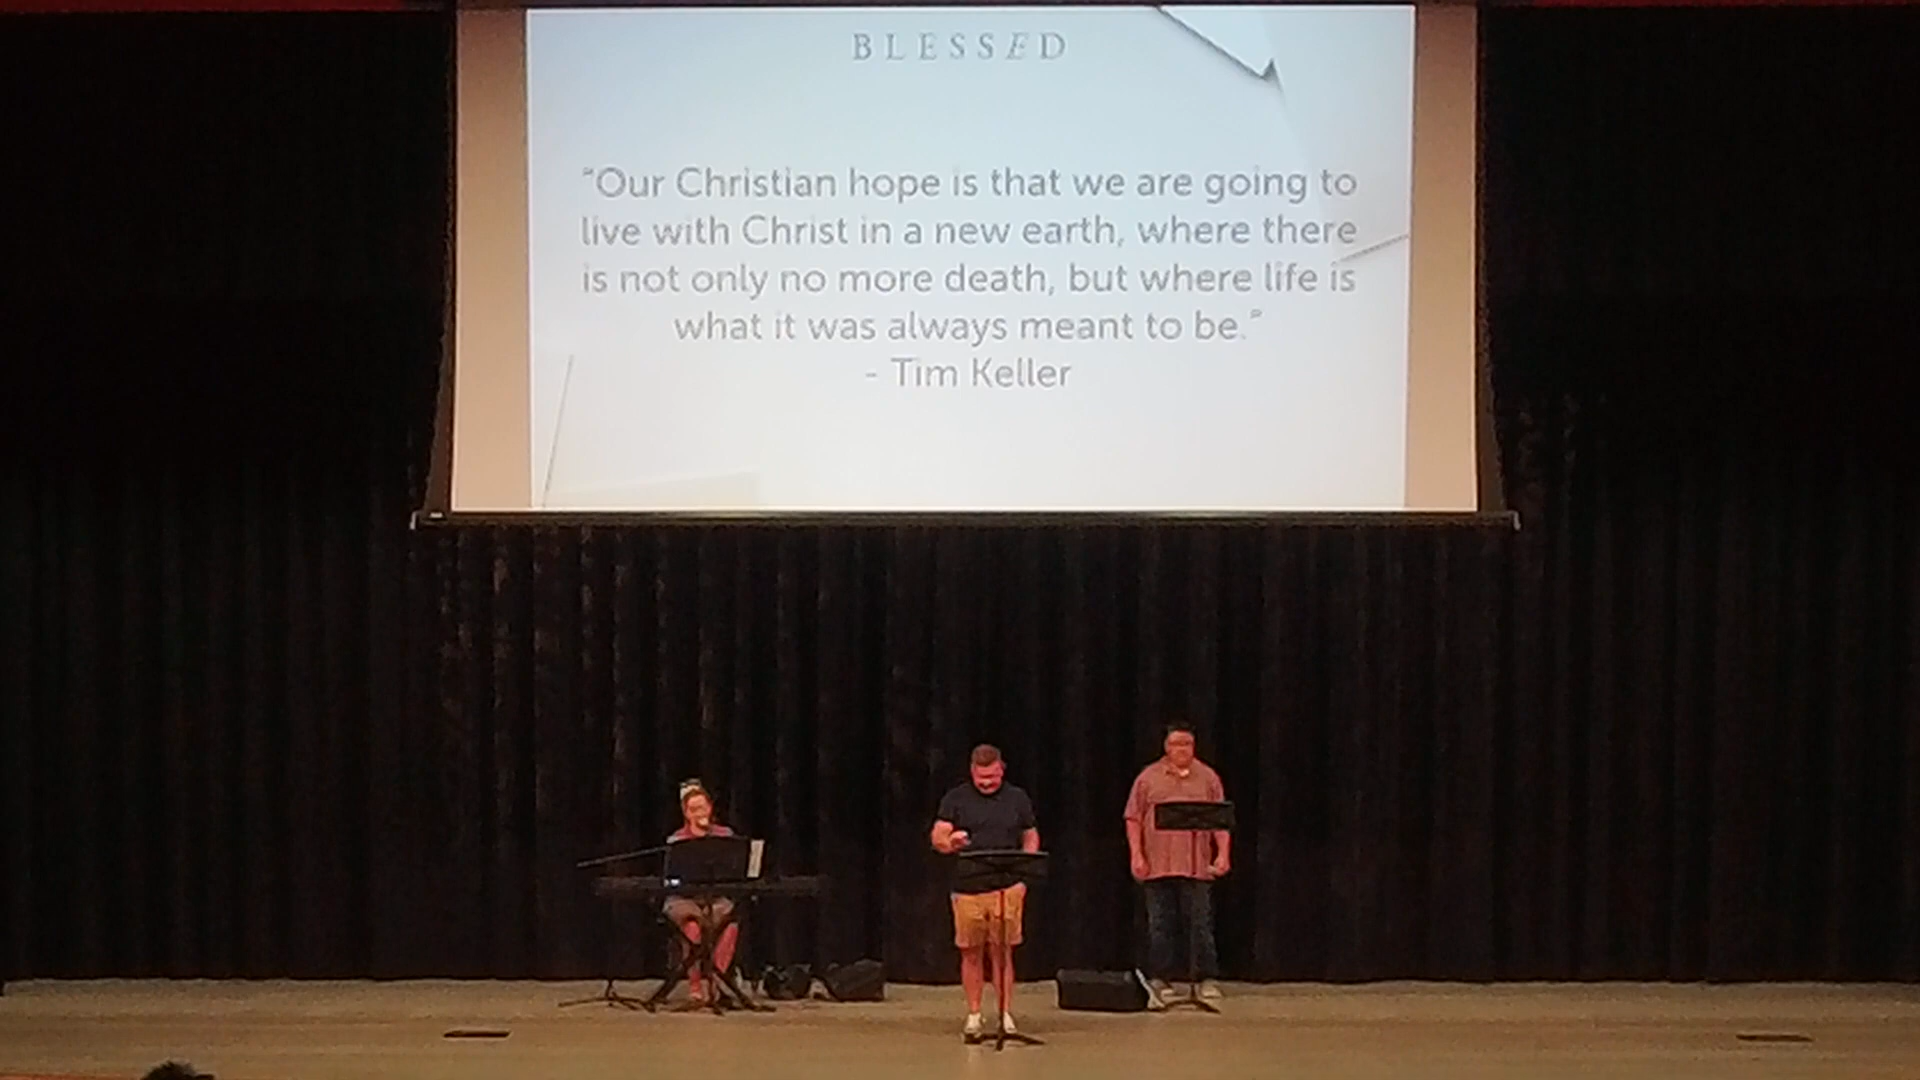 BLESSED
"Our Christian hope is that we are going to
live with Christ in a new earth, where there
is not only no more death, but where life is
what it was always meant to be."
- Tim Keller